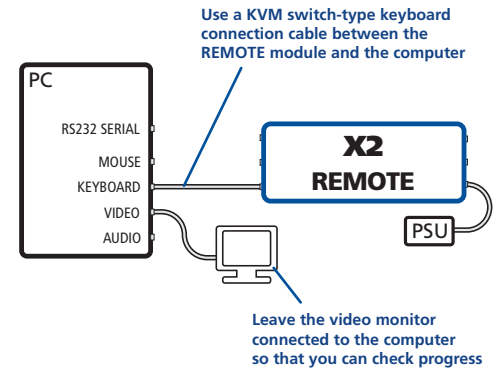 Use a KVM switch-type keyboard
connection cable between the
REMOTE module and the computer
PC
RS232 SERIAL
MOUSE
KEYBOARD
VIDEO
AUDIO
X2
REMOTE
PSU
Leave the video monitor
connected to the computer
so that you can check progress